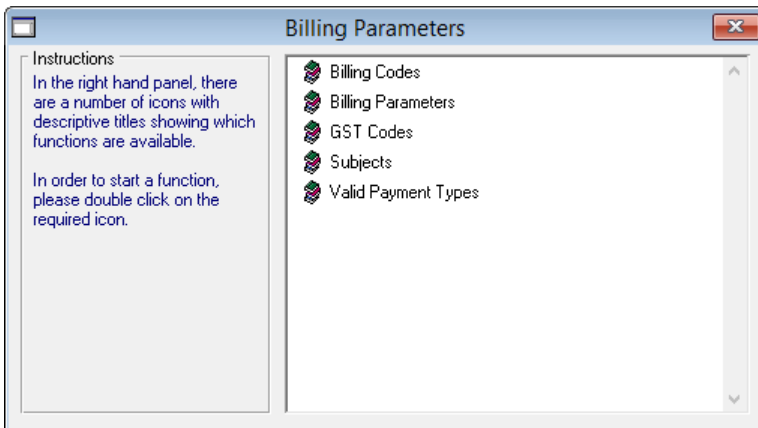 Billing Parameters
Instructions
In the right hand panel, there
are a number of icons with
descriptive titles showing which
functions are available.
In order to start a function,
please double click on the
required icon.
Billing Codes
Billing Parameters
GST Codes
Subjects
Valid Payment Types